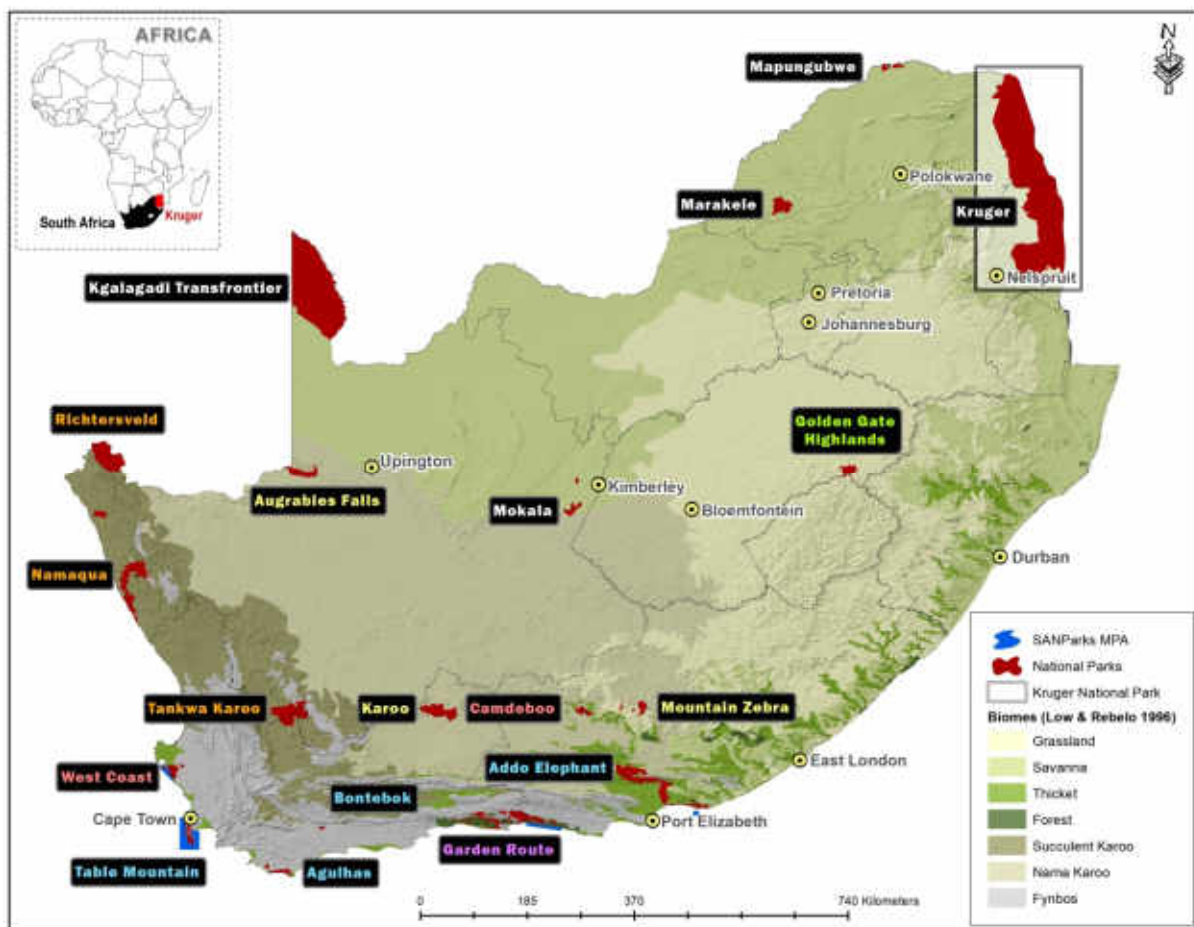 AFRICA
South Africa
Kruger
N
Mapungubwe
Polokwane
Marakele
Kruger
Nelspruit
Kgalagadi Transfrontier
Pretoria
Johannesburg
Richtersveld
Golden Gate
Highlands
Upington
Augrabies Falls
Kimberley
Mokala
Bloemfontein
Durban
Namaqua
Tankwa Karoo
Karoo
Camdeboo
Mountain Zebra
West Coast
Addo Elephant
East London
Bontebok
Cape Town
Port Elizabeth
Garden Route
Table Mountain
Agulhas
0 185 370 740 Kilometers
SANParks MPA
National Parks
Kruger National Park
Biomes (Low & Rebelo 1996)
Grassland
Savanna
Thicket
Forest
Succulent Karoo
Nama Karoo
Fynbos